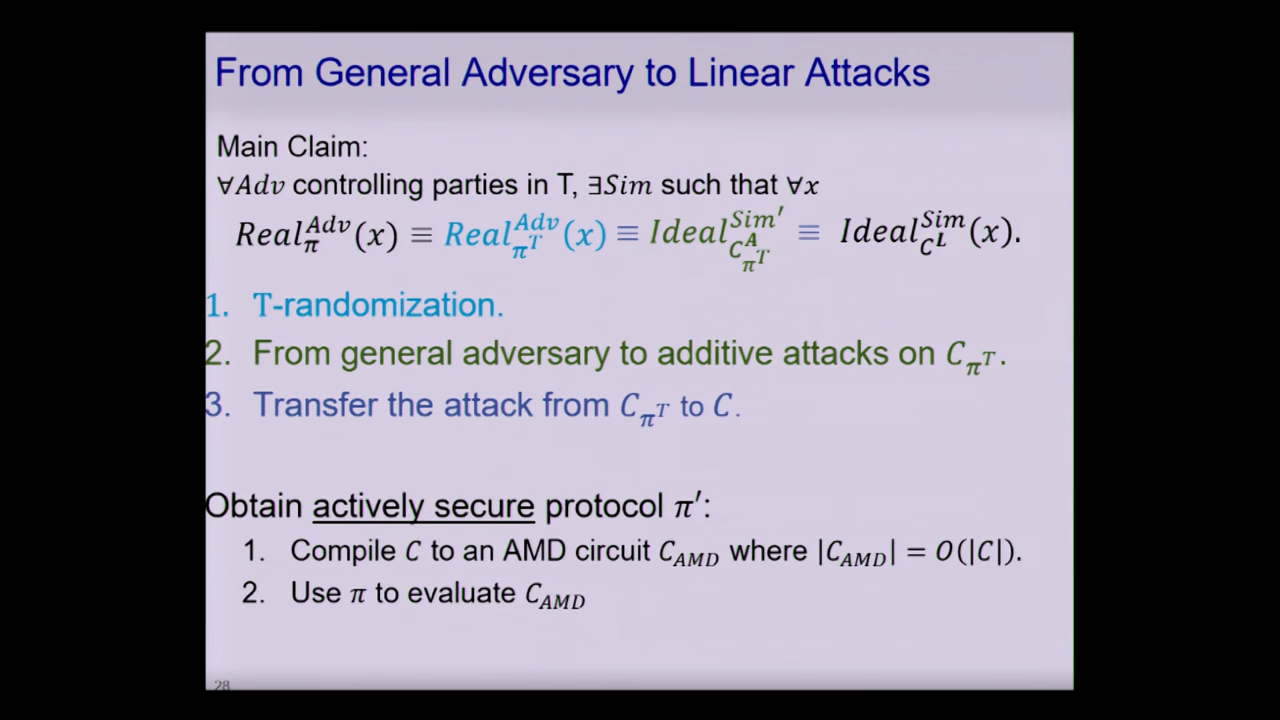 From General Adversary to Linear Attacks
Main Claim:
∀Adv controlling parties in T, ∃Sim such that ∀x
Real_π^Adv(x) ≡ Real_{π^T}^Adv(x) ≡ Ideal_{C_{π^T}^A}^{Sim′} ≡ Ideal_{C^L}^{Sim}(x).
1. T-randomization.
2. From general adversary to additive attacks on C_{π^T}.
3. Transfer the attack from C_{π^T} to C.
Obtain actively secure protocol π′:
1. Compile C to an AMD circuit C_AMD where |C_AMD| = O(|C|).
2. Use π to evaluate C_AMD
28